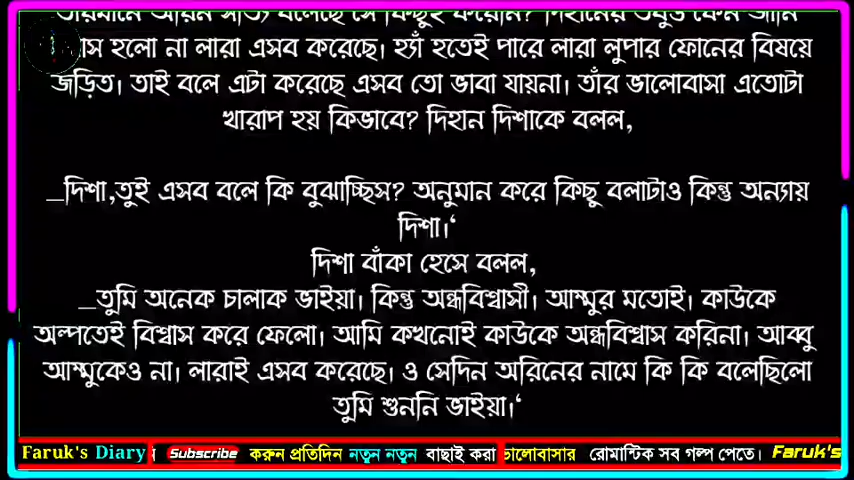 তারমানে অরিন সত্যি বলেছে সে কিছুই করেনি? দিহানের তবুও কেন জানি
হলো না লারা এসব করেছে। হ্যাঁ হতেই পারে লারা লুপার ফোনের বিষয়ে
জড়িত। তাই বলে এটা করেছে এসব তো ভাবা যায়না। তাঁর ভালোবাসা এতোটা
খারাপ হয় কিভাবে? দিহান দিশাকে বলল,
_দিশা,তুই এসব বলে কি বুঝাচ্ছিস? অনুমান করে কিছু বলাটাও কিন্তু অন্যায়
দিশা।‘
দিশা বাঁকা হেসে বলল,
_তুমি অনেক চালাক ভাইয়া। কিন্তু অন্ধবিশ্বাসী। আম্মুর মতোই। কাউকে
অল্পতেই বিশ্বাস করে ফেলো। আমি কখনোই কাউকে অন্ধবিশ্বাস করিনা। আব্বু
আম্মুকেও না। লারাই এসব করেছে। ও সেদিন অরিনের নামে কি কি বলেছিলো
তুমি শুননি ভাইয়া।‘
Faruk's Diary Subscribe করুন প্রতিদিন নতুন নতুন বাছাই করা ভালোবাসার রোমান্টিক সব গল্প পেতে। Faruk's